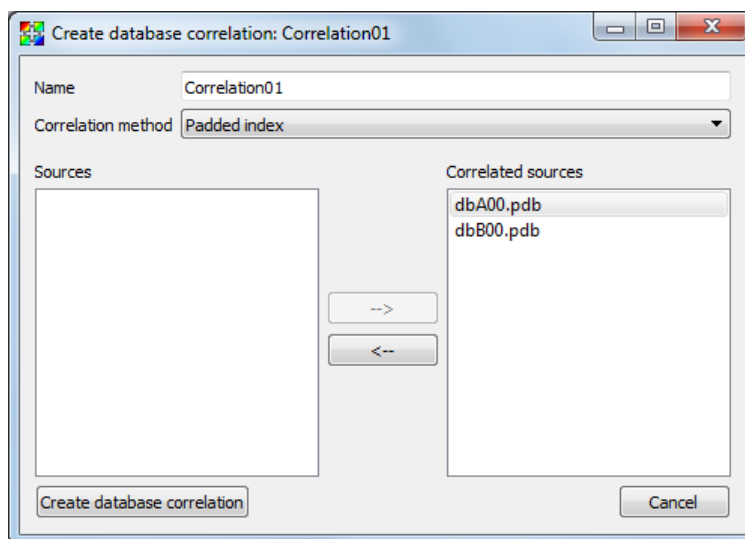 Create database correlation: Correlation01
Name Correlation01
Correlation method Padded index
Sources Correlated sources
dbA00.pdb
dbB00.pdb
-->
<--
Create database correlation Cancel